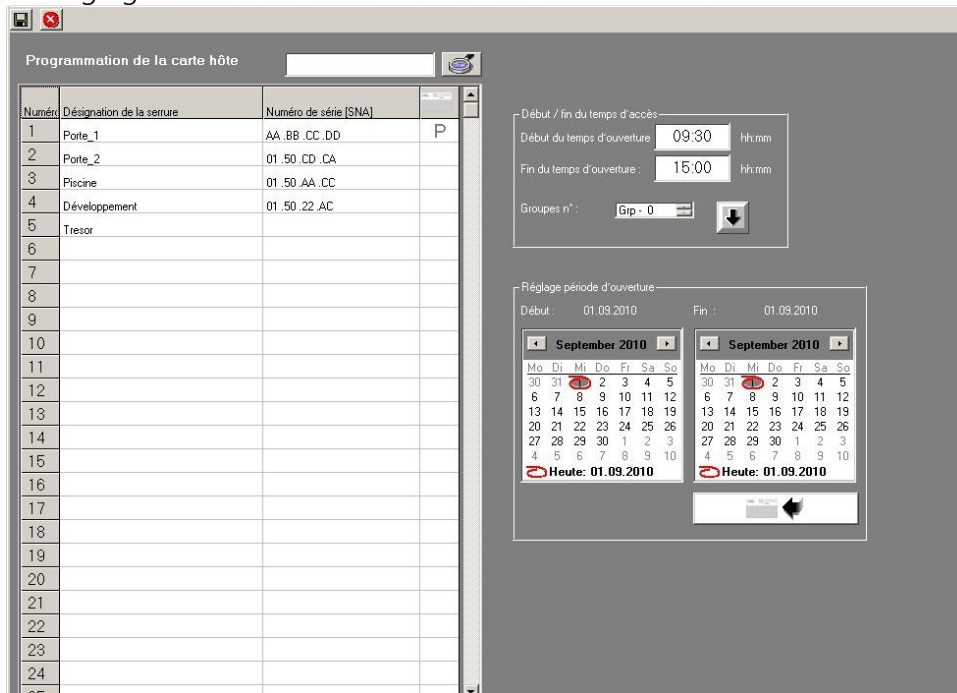 Programmation de la carte hôte
Numéro Désignation de la serrure Numéro de série [SNA]
1 Porte_1 AA .BB .CC .DD P
2 Porte_2 01 .50 .CD .CA
3 Piscine 01 .50 .AA .CC
4 Développement 01 .50 .22 .AC
5 Tresor
6
7
8
9
10
11
12
13
14
15
16
17
18
19
20
21
22
23
24
Début / fin du temps d'accès
Début du temps d'ouverture 09:30 hh:mm
Fin du temps d'ouverture : 15:00 hh:mm
Groupes n° : Grp - 0
Réglage période d'ouverture
Début : 01.09.2010 Fin : 01.09.2010
September 2010
Mo Di Mi Do Fr Sa So
30 31 1 2 3 4 5
6 7 8 9 10 11 12
13 14 15 16 17 18 19
20 21 22 23 24 25 26
27 28 29 30 1 2 3
4 5 6 7 8 9 10
Heute: 01.09.2010
September 2010
Mo Di Mi Do Fr Sa So
30 31 1 2 3 4 5
6 7 8 9 10 11 12
13 14 15 16 17 18 19
20 21 22 23 24 25 26
27 28 29 30 1 2 3
4 5 6 7 8 9 10
Heute: 01.09.2010